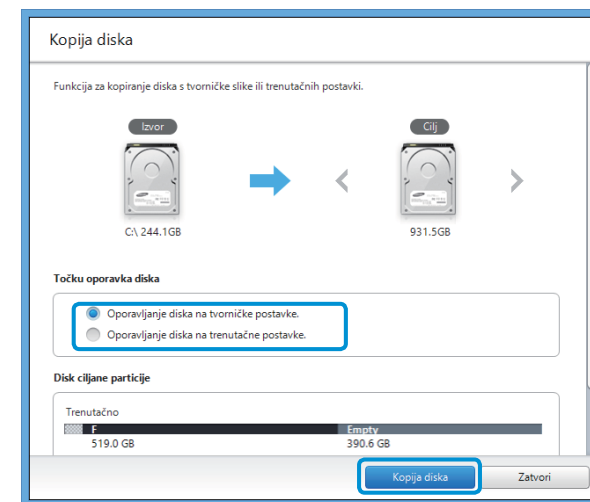 Kopija diska
Funkcija za kopiranje diska s tvorničke slike ili trenutačnih postavki.
Izvor
Cilj
C:\ 244.1GB
931.5GB
Točku oporavka diska
Oporavljanje diska na tvorničke postavke.
Oporavljanje diska na trenutačne postavke.
Disk ciljane particije
Trenutačno
F
Empty
519.0 GB
390.6 GB
Kopija diska
Zatvori